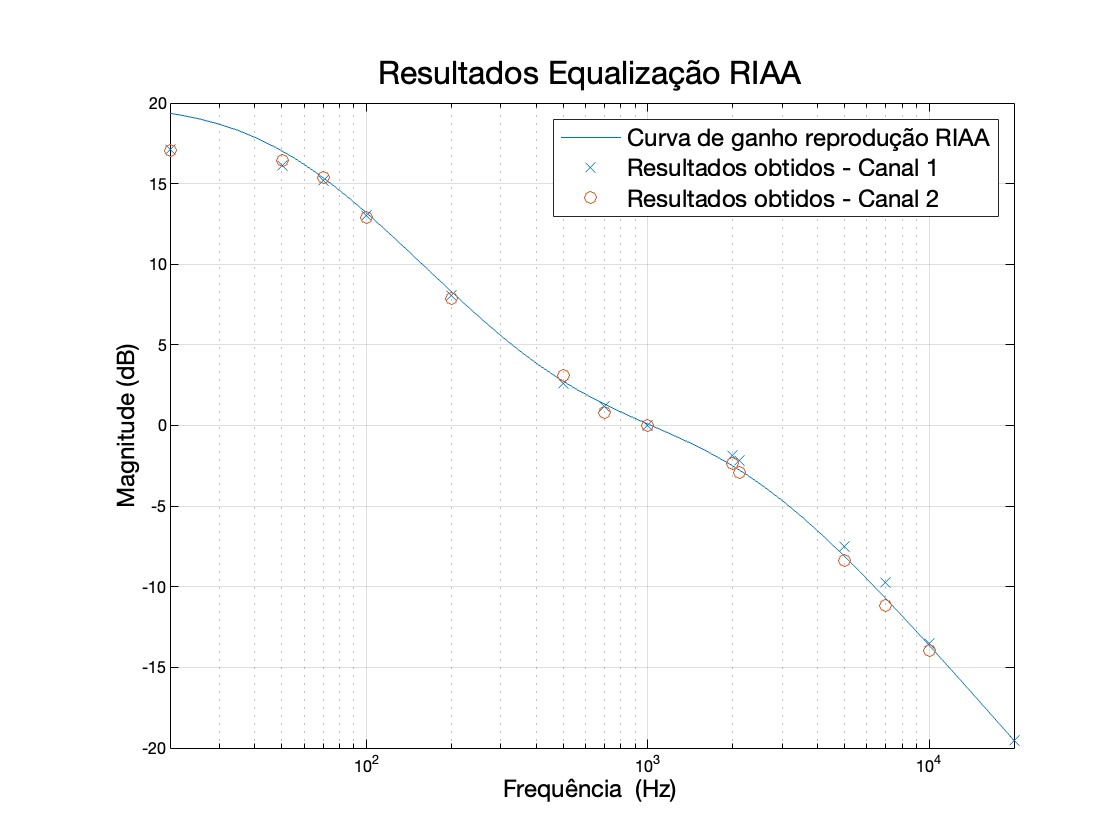 Resultados Equalização RIAA
Curva de ganho reprodução RIAA
Resultados obtidos - Canal 1
Resultados obtidos - Canal 2
Magnitude (dB)
20
15
10
5
0
-5
-10
-15
-20
10²
10³
10⁴
Frequência (Hz)